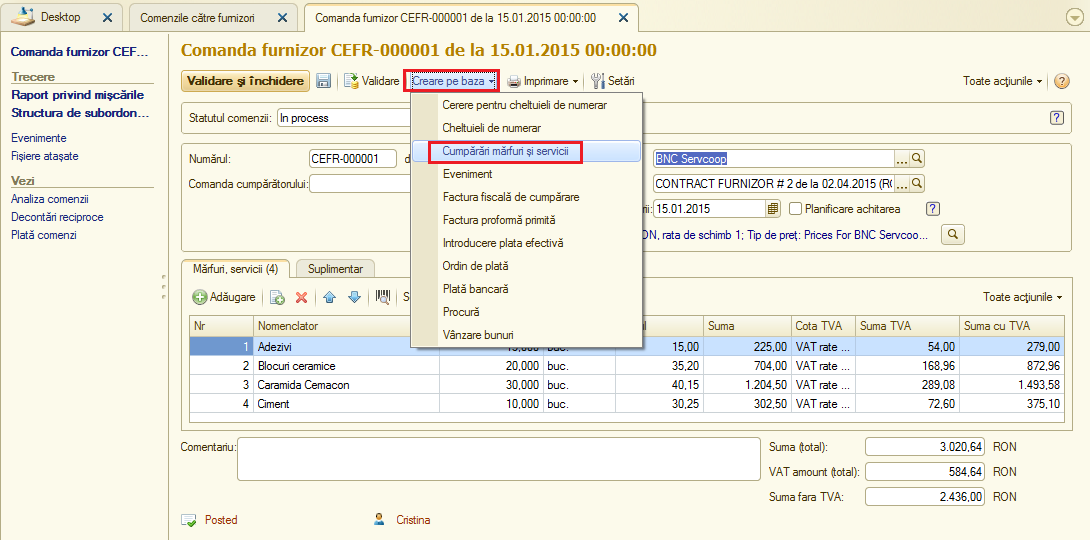 Desktop
Comenzile către furnizori
Comanda furnizor CEFR-000001 de la 15.01.2015 00:00:00
Comanda furnizor CEF...
Trecere
Raport privind mișcările
Structura de subordon...
Evenimente
Fișiere atașate
Vezi
Analiza comenzii
Decontări reciproce
Plată comenzi
Comanda furnizor CEFR-000001 de la 15.01.2015 00:00:00
Validare și închidere
Validare
Creare pe baza
Imprimare
Setări
Toate acțiunile
?
Cerere pentru cheltuieli de numerar
Cheltuieli de numerar
Cumpărări mărfuri și servicii
Eveniment
Factura fiscală de cumpărare
Factura proformă primită
Introducere plata efectivă
Ordin de plată
Plată bancară
Procură
Vânzare bunuri
Statutul comenzii: In process
?
Numărul: CEFR-000001 d
BNC Servcoop ...
Comanda cumpărătorului:
CONTRACT FURNIZOR # 2 de la 02.04.2015 (R ...
15.01.2015 Planificare achitarea ?
ON, rata de schimb 1; Tip de preț: Prices For BNC Servcoo...
Mărfuri, servicii (4)
Suplimentar
Adăugare
S
Toate acțiunile
Nr Nomenclator Suma Cota TVA Suma TVA Suma cu TVA
1 Adezivi 15,000 buc. 15,00 225,00 VAT rate ... 54,00 279,00
2 Blocuri ceramice 20,000 buc. 35,20 704,00 VAT rate ... 168,96 872,96
3 Caramida Cemacon 30,000 buc. 40,15 1.204,50 VAT rate ... 289,08 1.493,58
4 Ciment 10,000 buc. 30,25 302,50 VAT rate ... 72,60 375,10
Comentariu:
Suma (total): 3.020,64 RON
VAT amount (total): 584,64 RON
Suma fara TVA: 2.436,00 RON
Posted
Cristina